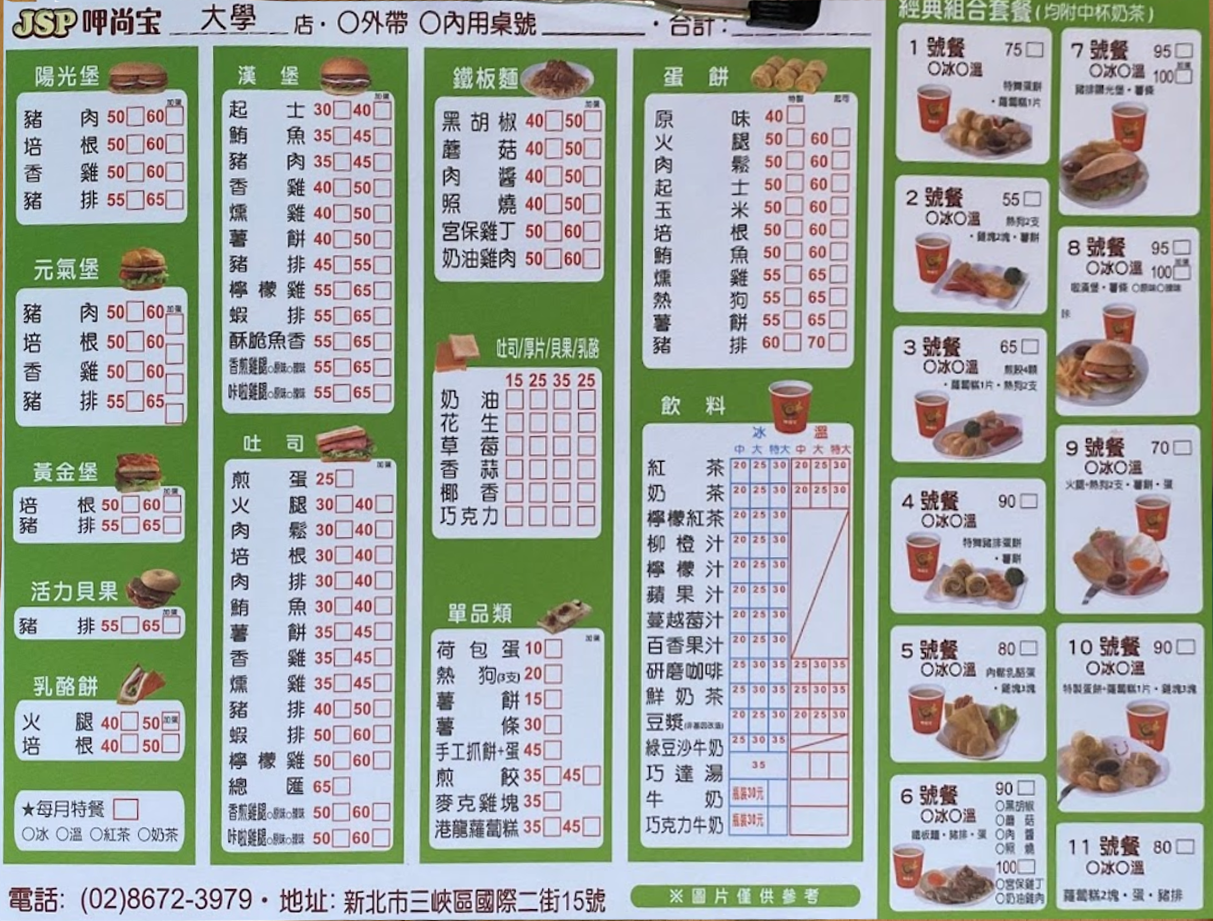 JSP 呷尚宝 大學 店 · ○外帶 ○內用桌號 · 合計:
陽光堡
加蛋
豬肉 50□60□
培根 50□60□
香雞 50□60□
豬排 55□65□
元氣堡
豬肉 50□60加蛋□
培根 50□60□
香雞 50□60□
豬排 55□65□
黃金堡
加蛋
培根 50□60□
豬排 55□65□
活力貝果
加蛋
豬排 55□65□
乳酪餅
火腿 40□50加蛋
培根 40□50□
★每月特餐 □
○冰 ○溫 ○紅茶 ○奶茶
漢堡
加蛋
起士 30□40□
鮪魚 35□45□
豬肉 35□45□
香雞 40□50□
燻雞 40□50□
薯餅 40□50□
豬排 45□55□
檸檬雞 55□65□
蝦排 55□65□
酥脆魚香 55□65□
香煎雞腿○原味○辣味 55□65□
咔啦雞腿○原味○辣味 55□65□
吐司
加蛋
煎蛋 25□
火腿 30□40□
肉鬆 30□40□
培根 30□40□
肉排 30□40□
鮪魚 30□40□
薯餅 35□45□
香雞 35□45□
燻雞 35□45□
豬排 40□50□
蝦排 50□60□
檸檬雞 50□60□
總匯 65□
香煎雞腿○原味○辣味 50□60□
咔啦雞腿○原味○辣味 50□60□
鐵板麵
加蛋
黑胡椒 40□50□
蘑菇 40□50□
肉醬 40□50□
照燒 40□50□
宮保雞丁 50□60□
奶油雞肉 50□60□
吐司/厚片/貝果/乳酪
15 25 35 25
奶油 □□□□
花生 □□□□
草莓 □□□□
香蒜 □□□□
椰香 □□□□
巧克力 □□□□
單品類
加蛋
荷包蛋 10□
熱狗(3支) 20□
薯餅 15□
薯條 30□
手工抓餅+蛋 45□
煎餃 35□45□
麥克雞塊 35□
港龍蘿蔔糕 35□45□
蛋餅
特製 起司
原味 40□
火腿 50□60□
肉鬆 50□60□
起士 50□60□
玉米 50□60□
培根 50□60□
鮪魚 50□60□
燻雞 55□65□
熱狗 55□65□
薯餅 55□65□
豬排 60□70□
飲料
冰 溫
中 大 特大 中 大 特大
紅茶 20 25 30 20 25 30
奶茶 20 25 30 20 25 30
檸檬紅茶 20 25 30
柳橙汁 20 25 30
檸檬汁 20 25 30
蘋果汁 20 25 30
蔓越莓汁 20 25 30
百香果汁 20 25 30
研磨咖啡 25 30 35 25 30 35
鮮奶茶 25 30 35 25 30 35
豆漿(非基因改造) 20 25 30 20 25 30
綠豆沙牛奶 25 30 35
巧達湯 35
牛奶 瓶裝30元
巧克力牛奶 瓶裝30元
經典組合套餐(均附中杯奶茶)
1 號餐 75□
○冰○溫
特製蛋餅
·蘿蔔糕1片
2 號餐 55□
○冰○溫 熱狗2支
·雞塊2塊·薯餅
3 號餐 65□
○冰○溫 煎餃4顆
·蘿蔔糕1片·熱狗2支
4 號餐 90□
○冰○溫
特製豬排蛋餅
·薯餅
5 號餐 80□
○冰○溫 肉鬆乳酪蛋
·雞塊3塊
6 號餐 90□
○冰○溫 ○黑胡椒
○蘑菇
鐵板麵·豬排·蛋 ○肉醬
○照燒
100□
○宮保雞丁
○奶油雞肉
7 號餐 95□
○冰○溫 加蛋 100□
豬排陽光堡·薯條
8 號餐 95□
○冰○溫 加蛋 100□
咔滋堡·薯條 ○原味○辣味
9 號餐 70□
○冰○溫
火腿·熱狗2支·薯餅·蛋
10 號餐 90□
○冰○溫
特製蛋餅·蘿蔔糕1片·雞塊3塊
11 號餐 80□
○冰○溫
蘿蔔糕2塊·蛋·豬排
電話: (02)8672-3979 · 地址: 新北市三峽區國際二街15號
※圖片僅供參考